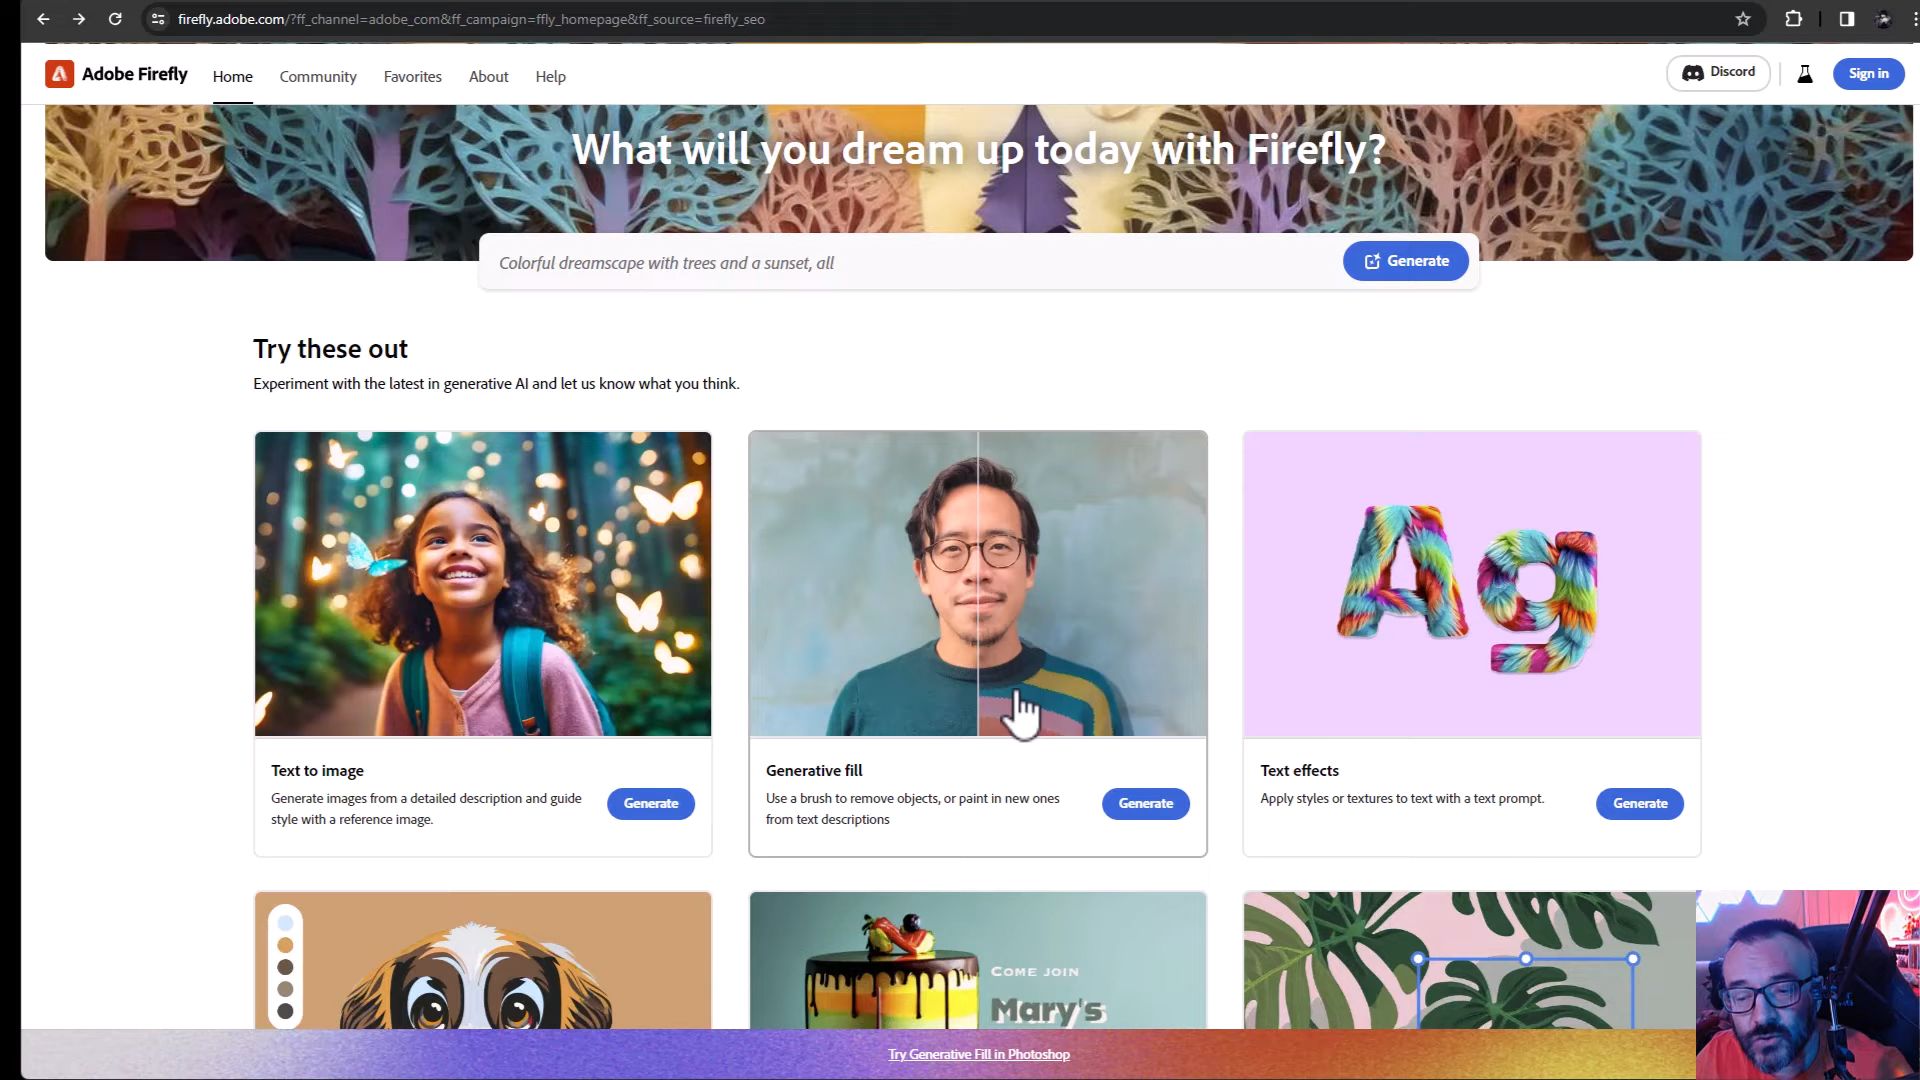 firefly.adobe.com/?ff_channel=adobe_com&ff_campaign=ffly_homepage&ff_source=firefly_seo
Adobe Firefly
Home
Community
Favorites
About
Help
Discord
Sign in
What will you dream up today with Firefly?
Colorful dreamscape with trees and a sunset, all
Generate
Try these out
Experiment with the latest in generative AI and let us know what you think.
Ag
Text to image
Generate images from a detailed description and guide
style with a reference image.
Generate
Generative fill
Use a brush to remove objects, or paint in new ones
from text descriptions
Generate
Text effects
Apply styles or textures to text with a text prompt.
Generate
COME JOIN
Mary's
Try Generative Fill in Photoshop